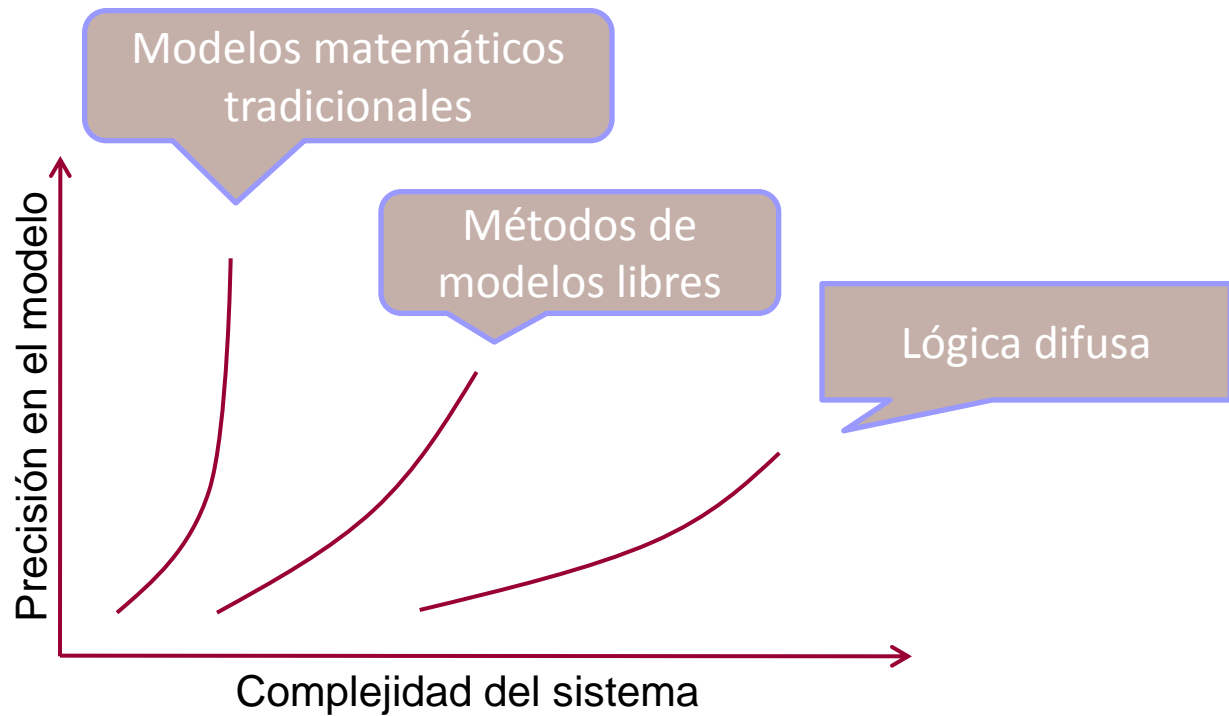 Modelos matemáticos
tradicionales
Métodos de
modelos libres
Lógica difusa
Precisión en el modelo
Complejidad del sistema